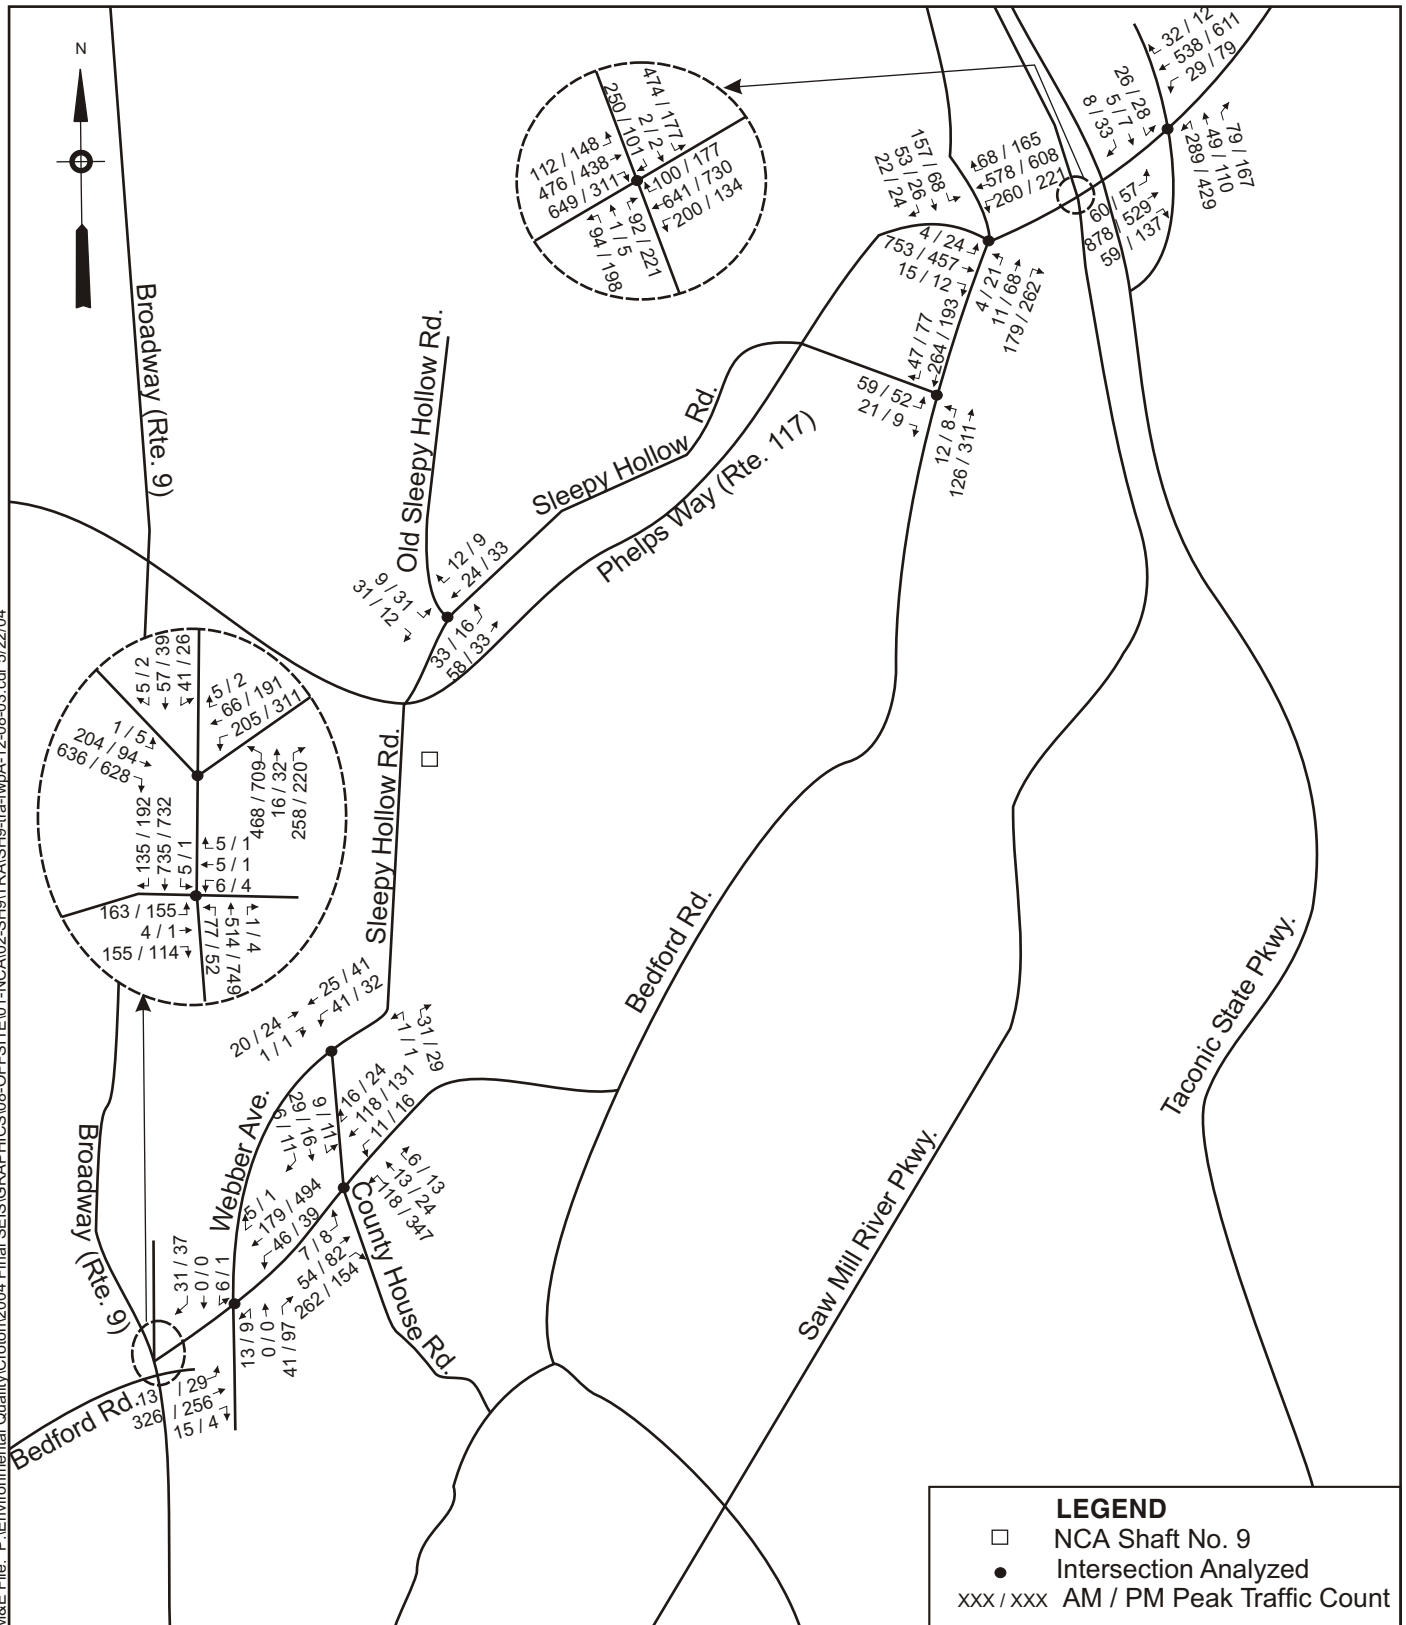 N
Broadway (Rte. 9)
474 / 177
2 / 2
250 / 101
112 / 148
476 / 438
649 / 311
100 / 177
641 / 730
200 / 134
92 / 221
1 / 5
94 / 198
32 / 12
538 / 611
29 / 79
26 / 28
5 / 7
8 / 33
79 / 167
49 / 110
289 / 429
60 / 57
878 / 529
59 / 137
157 / 68
53 / 26
22 / 24
68 / 165
578 / 608
260 / 221
4 / 24
753 / 457
15 / 12
4 / 21
11 / 68
179 / 262
47 / 77
264 / 193
59 / 52
21 / 9
12 / 8
126 / 311
Old Sleepy Hollow Rd.
Sleepy Hollow Rd.
Phelps Way (Rte. 117)
12 / 9
24 / 33
9 / 31
31 / 12
33 / 16
58 / 33
5 / 2
57 / 39
41 / 26
5 / 2
66 / 191
205 / 311
1 / 5
204 / 94
636 / 628
468 / 709
16 / 32
258 / 220
135 / 192
735 / 732
5 / 1
5 / 1
5 / 1
6 / 4
163 / 155
4 / 1
155 / 114
77 / 52
514 / 749
1 / 4
Sleepy Hollow Rd.
25 / 41
41 / 32
20 / 24
1 / 1
31 / 29
1 / 1
Bedford Rd.
Taconic State Pkwy.
Saw Mill River Pkwy.
Webber Ave.
9 / 11
29 / 16
6 / 11
16 / 24
118 / 131
11 / 16
6 / 13
13 / 24
118 / 347
County House Rd.
5 / 1
179 / 494
46 / 39
7 / 8
54 / 82
262 / 154
Broadway (Rte. 9)
31 / 37
0 / 0
6 / 1
13 / 9
0 / 0
41 / 97
Bedford Rd.
13 / 29
326 / 256
15 / 4
LEGEND
NCA Shaft No. 9
Intersection Analyzed
XXX / XXX AM / PM Peak Traffic Count